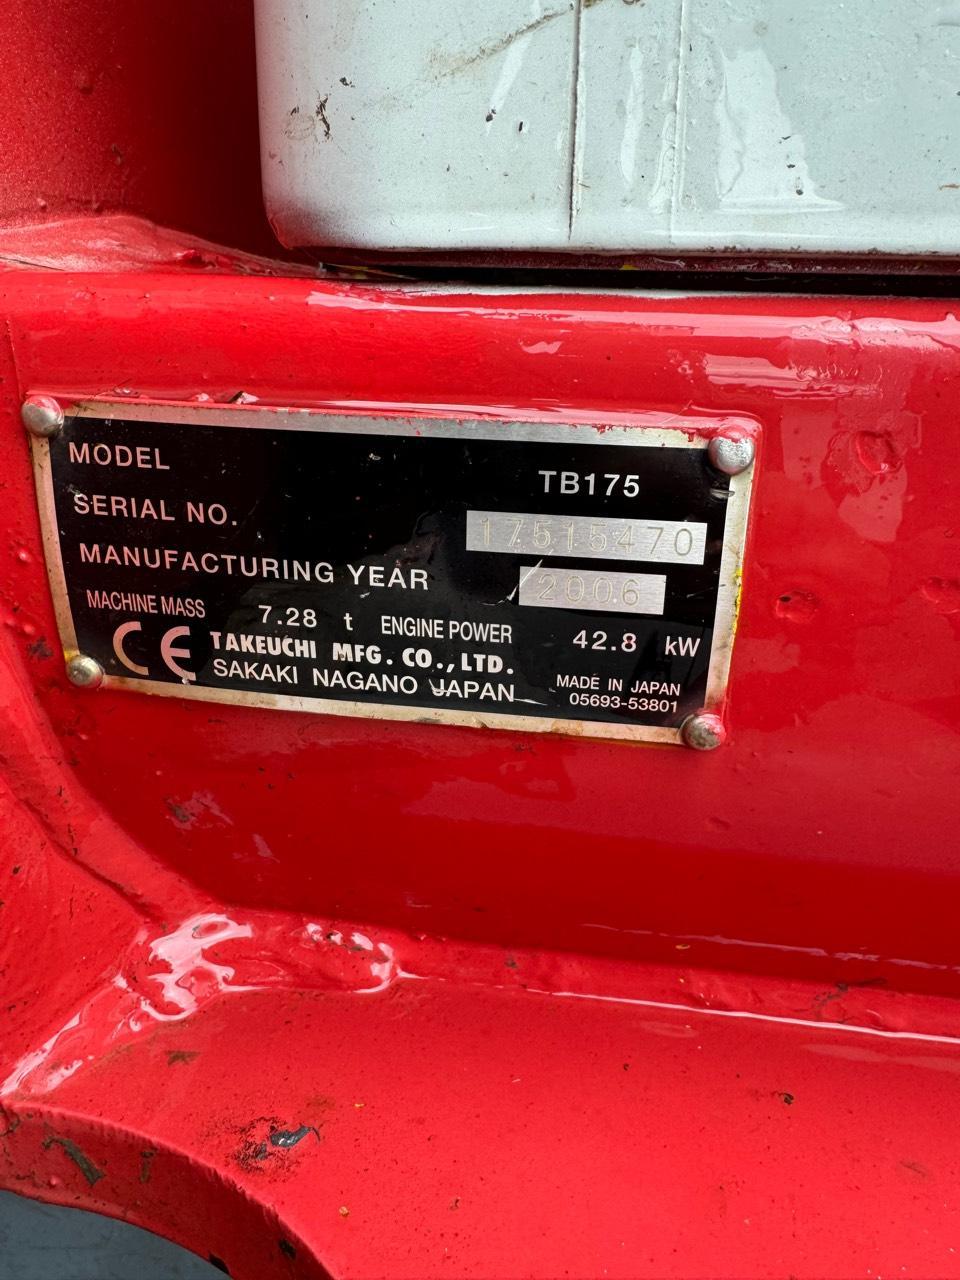 MODEL TB175
SERIAL NO. 17515470
MANUFACTURING YEAR 2006
MACHINE MASS 7.28 t ENGINE POWER 42.8 kW
CE TAKEUCHI MFG. CO., LTD.
SAKAKI NAGANO JAPAN
MADE IN JAPAN
05693-53801